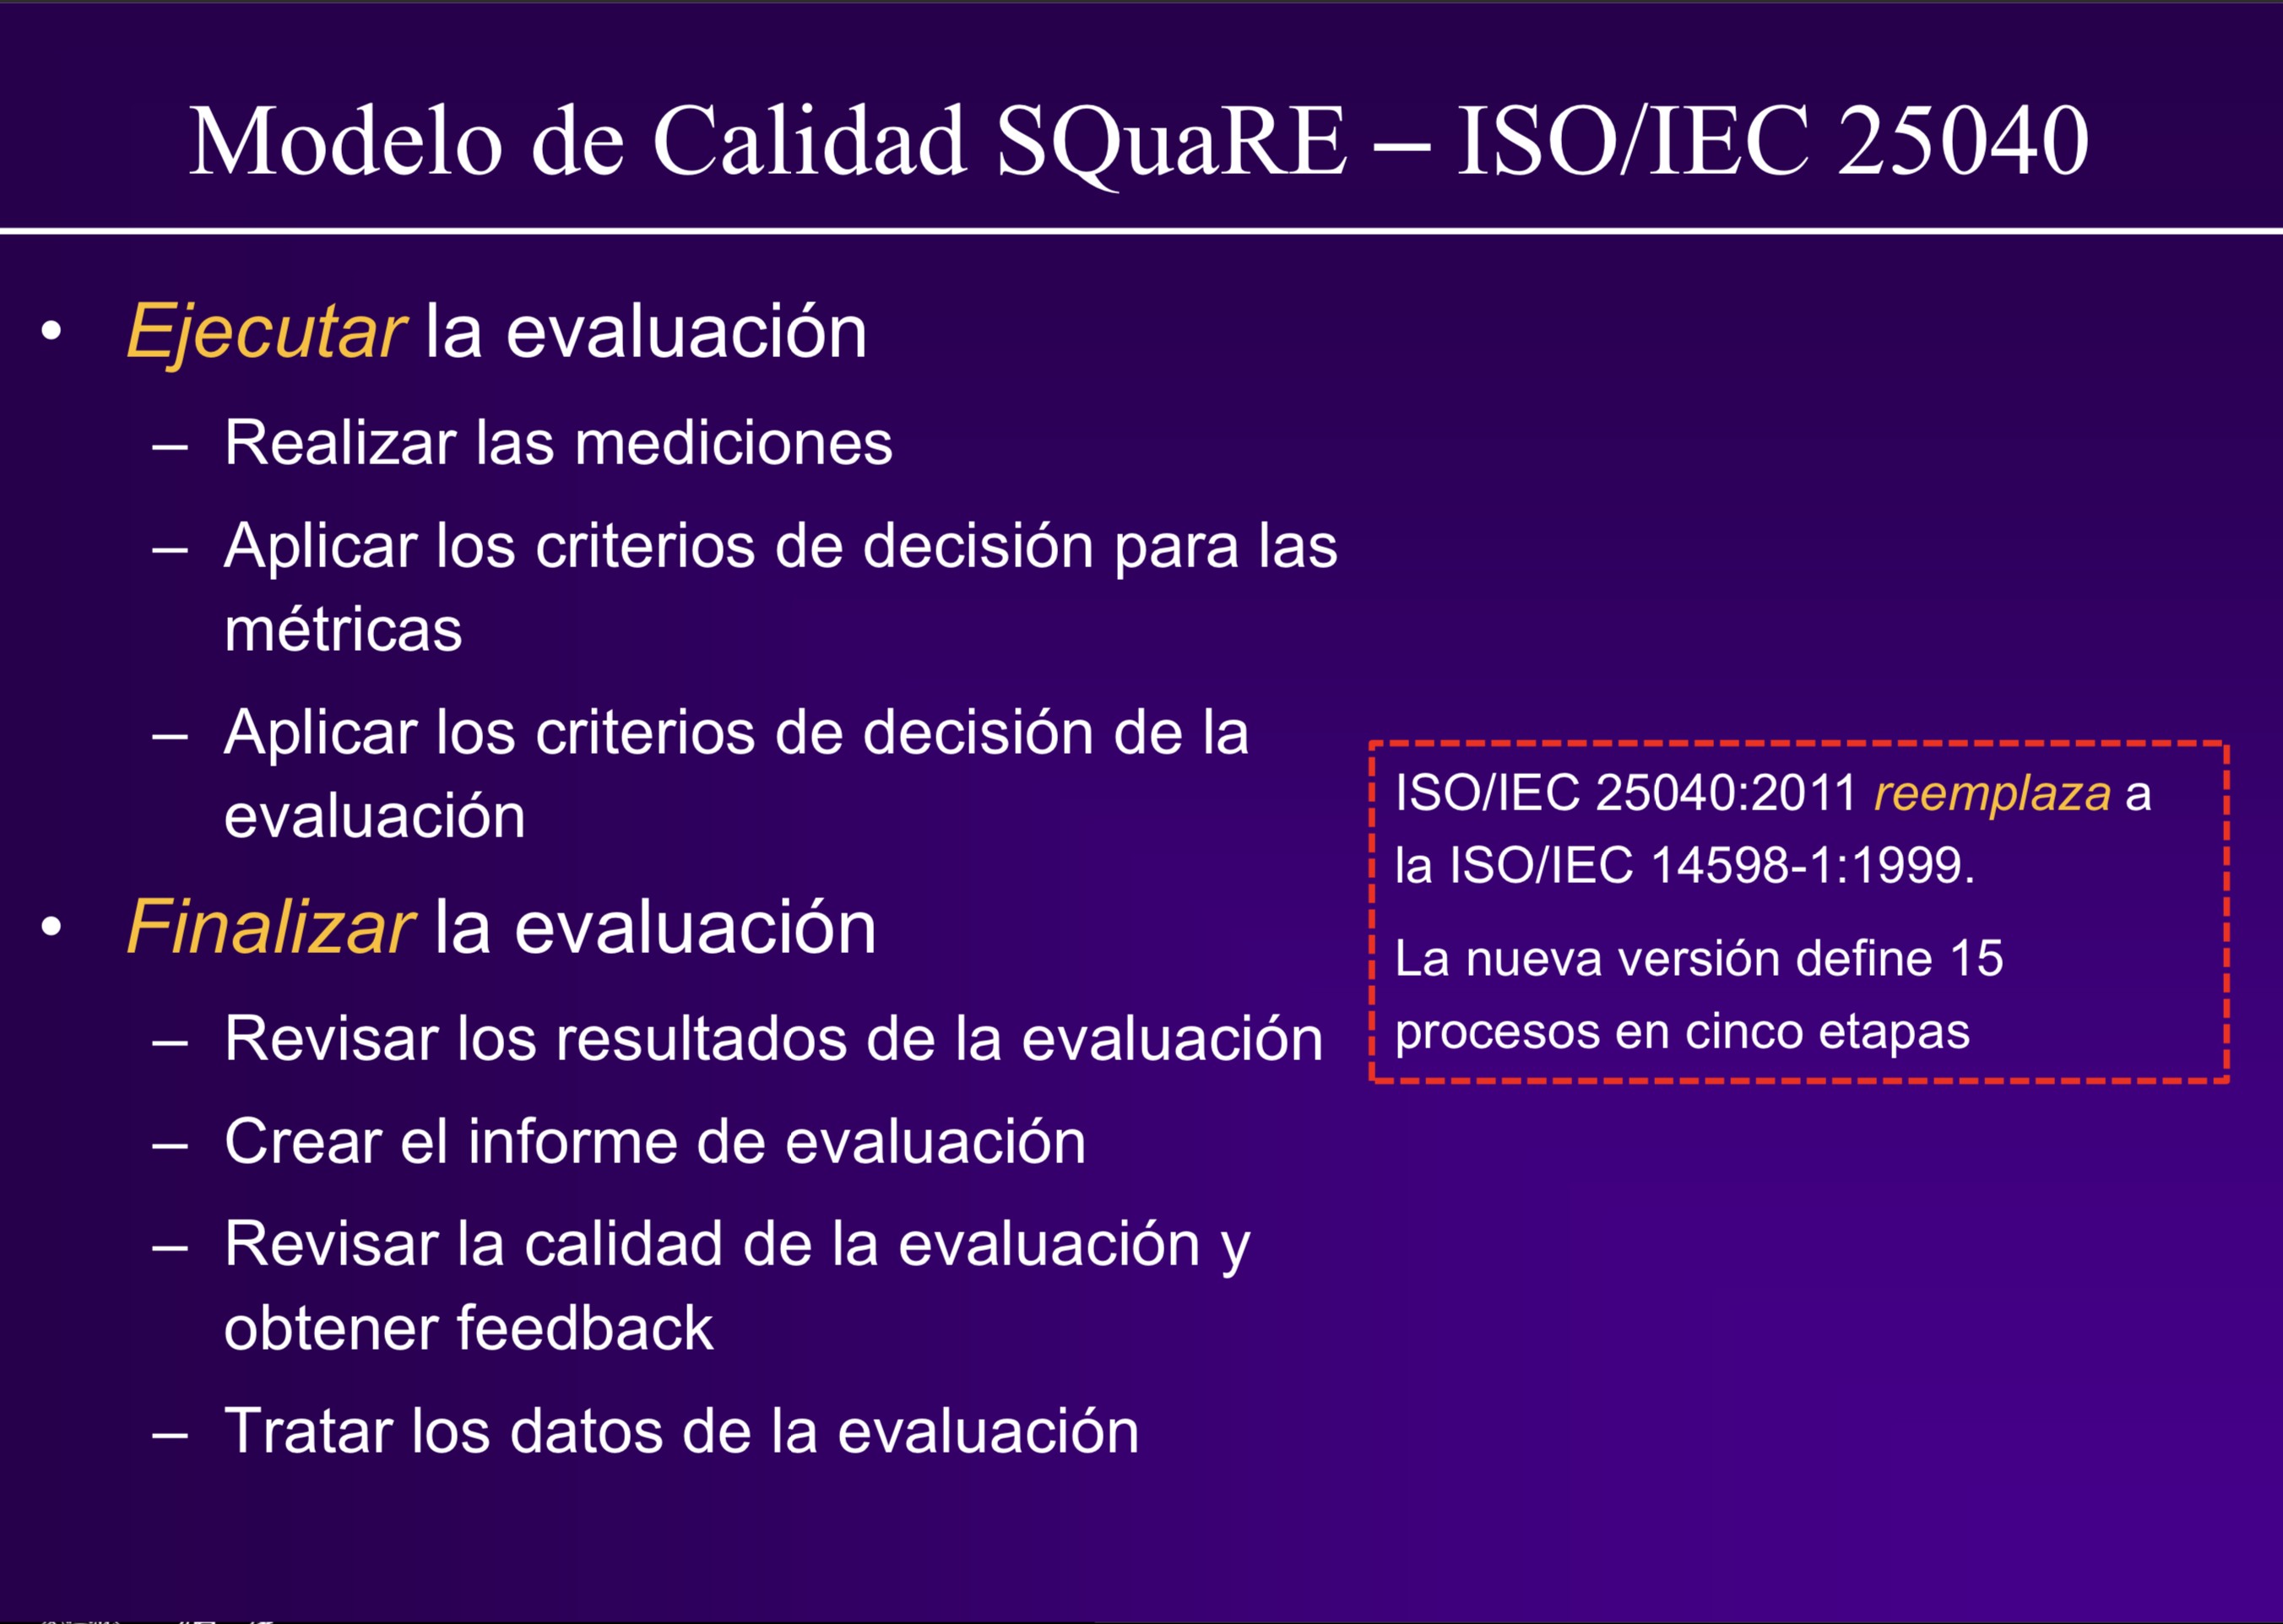 Modelo de Calidad SQuaRE – ISO/IEC 25040
• Ejecutar la evaluación
– Realizar las mediciones
– Aplicar los criterios de decisión para las
métricas
– Aplicar los criterios de decisión de la
evaluación
• Finalizar la evaluación
– Revisar los resultados de la evaluación
– Crear el informe de evaluación
– Revisar la calidad de la evaluación y
obtener feedback
– Tratar los datos de la evaluación
ISO/IEC 25040:2011 reemplaza a
la ISO/IEC 14598-1:1999.
La nueva versión define 15
procesos en cinco etapas